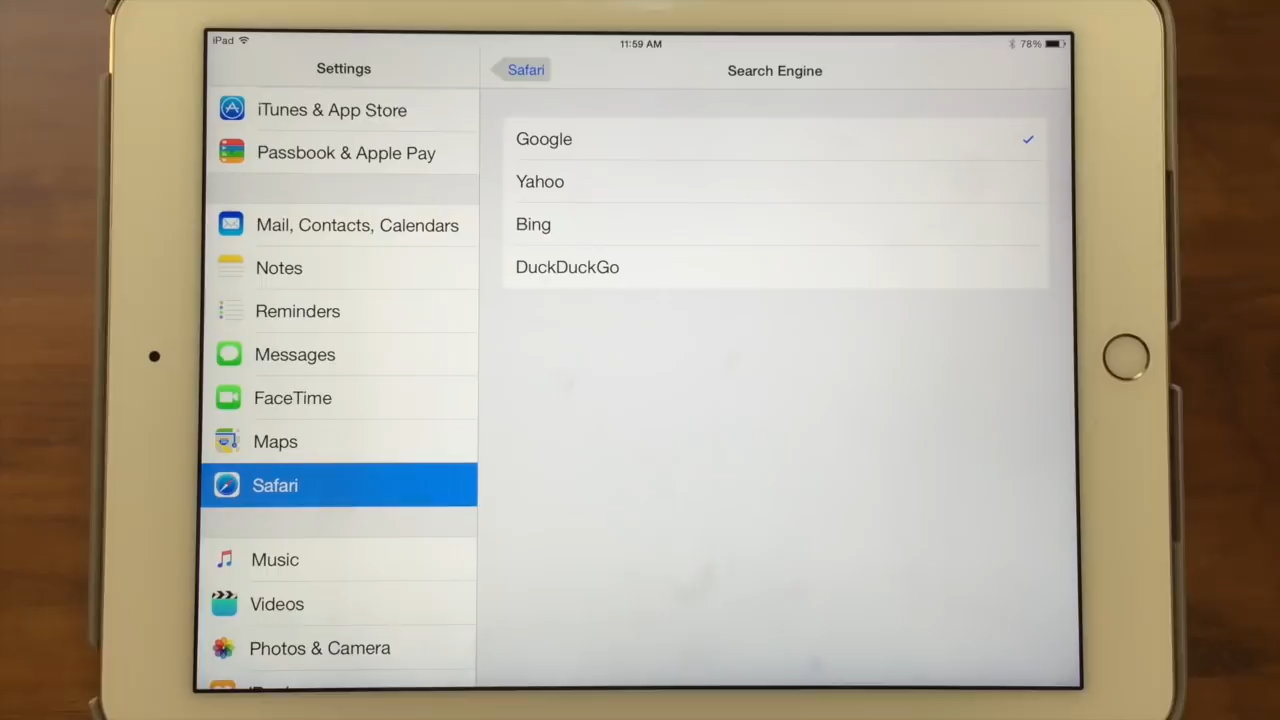 iPad
11:59 AM
78%
Settings
Safari
Search Engine
iTunes & App Store
Passbook & Apple Pay
Mail, Contacts, Calendars
Notes
Reminders
Messages
FaceTime
Maps
Safari
Music
Videos
Photos & Camera
Google
Yahoo
Bing
DuckDuckGo